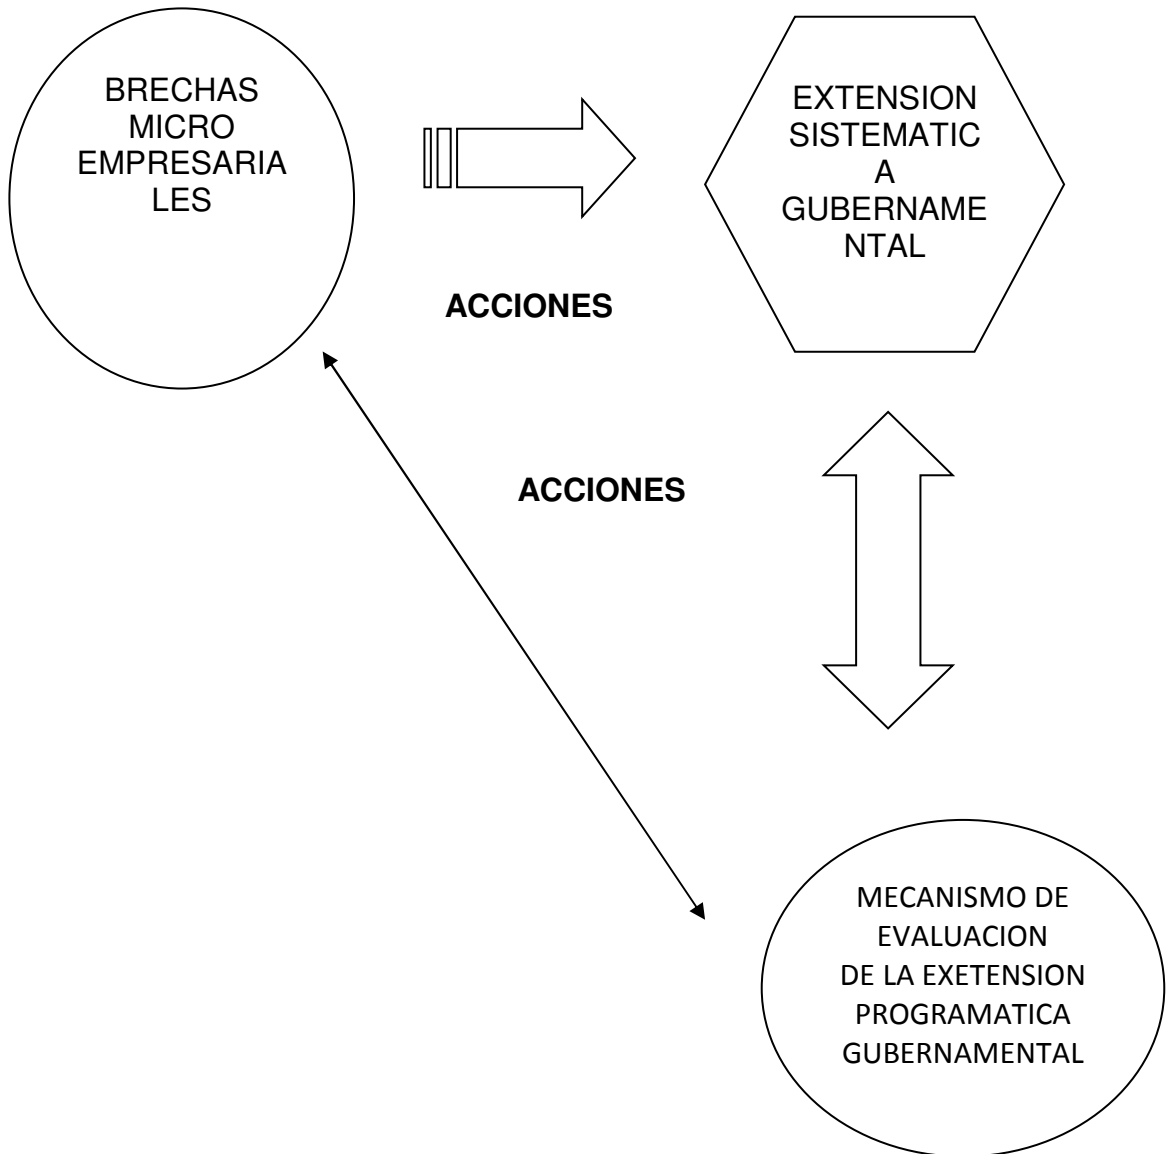 BRECHAS
MICRO
EMPRESARIA
LES
EXTENSION
SISTEMATIC
A
GUBERNAME
NTAL
ACCIONES
ACCIONES
MECANISMO DE
EVALUACION
DE LA EXETENSION
PROGRAMATICA
GUBERNAMENTAL